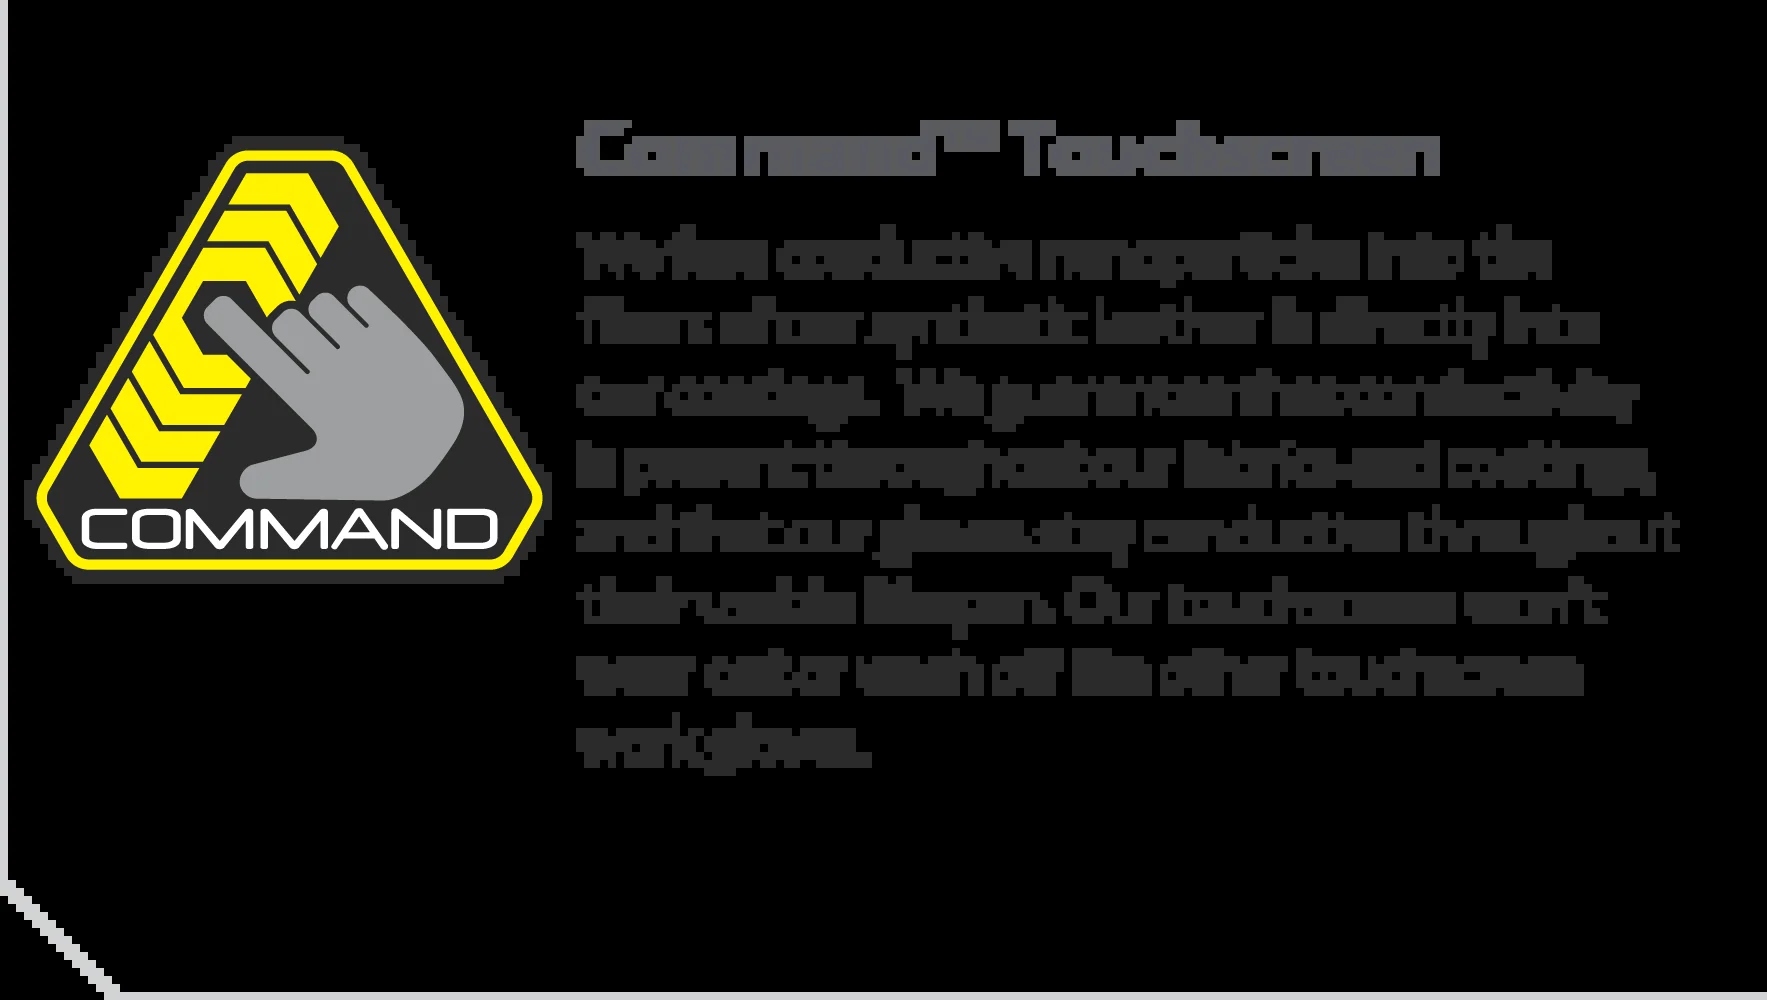 Command™ Touchscreen
We fuse conductive nanoparticles into the
fibers of our synthetic leather & directly into
our coatings. We guarantee that conductivity
is present throughout our fabrics and coatings,
and that our gloves stay conductive throughout
their usable lifespan. Our touchscreen won't
wear out or wash off like other touchscreen
work gloves.
COMMAND